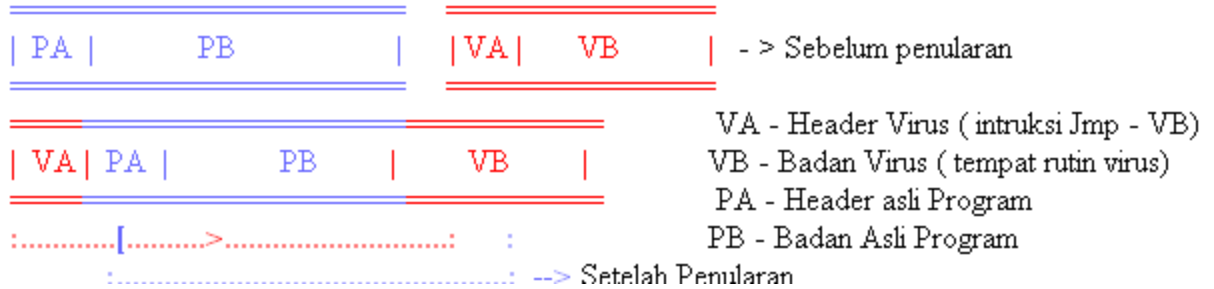 | PA | PB | | VA | VB | - > Sebelum penularan
VA - Header Virus ( intruksi Jmp - VB)
| VA | PA | PB | VB | VB - Badan Virus ( tempat rutin virus)
PA - Header asli Program
:............[..........>..............................: : PB - Badan Asli Program
:....................................................: --> Setelah Penularan